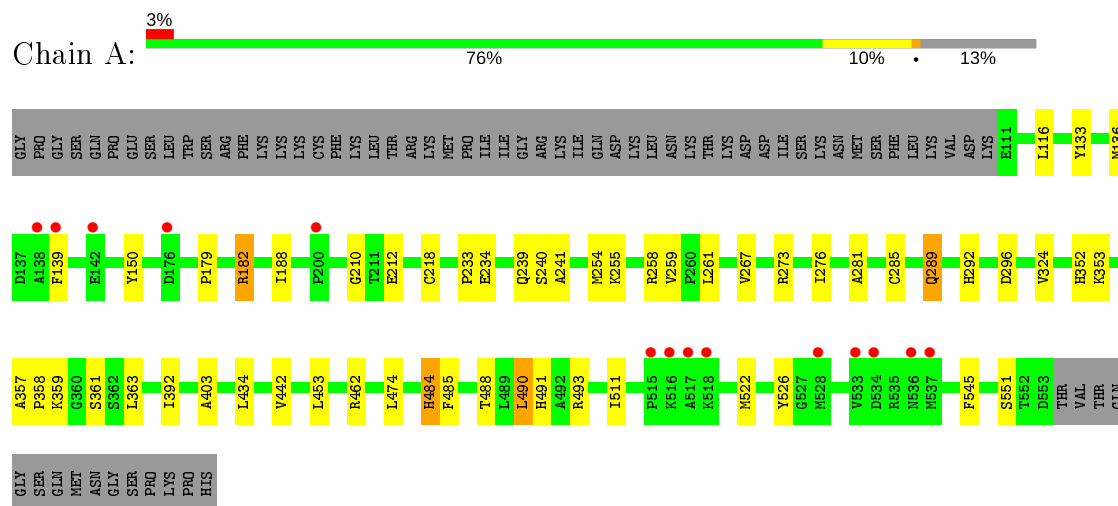 3%
Chain A:
76% 10% • 13%
GLY PRO GLY SER GLN PRO GLU SER LEU TRP SER ARG PHE LYS LYS LYS CYS PHE LYS LEU THR ARG LYS MET PRO ILE ILE GLY ARG LYS ILE GLN ASP LYS LEU ASN LYS THR LYS ASP ASP ILE SER LYS ASN MET SER PHE LEU LYS VAL ASP LYS E111 L116 Y133 M136
D137 A138 F139 E142 Y150 D176 P179 R182 I188 P200 G210 T211 E212 C218 P233 E234 Q239 S240 A241 M254 K255 R258 V259 P260 L261 V267 R273 I276 A281 C285 Q289 H292 D296 V324 H352 K353
A357 P358 K359 G360 S361 S362 L363 I392 A403 L434 V442 L453 R462 L474 H484 F485 T488 L489 L490 H491 A492 R493 I511 P515 K516 A517 K518 M522 Y526 G527 M528 V533 D534 R535 N536 M537 F545 S551 T552 D553 THR VAL THR GLN
GLY SER GLN MET ASN GLY SER PRO LYS PRO HIS